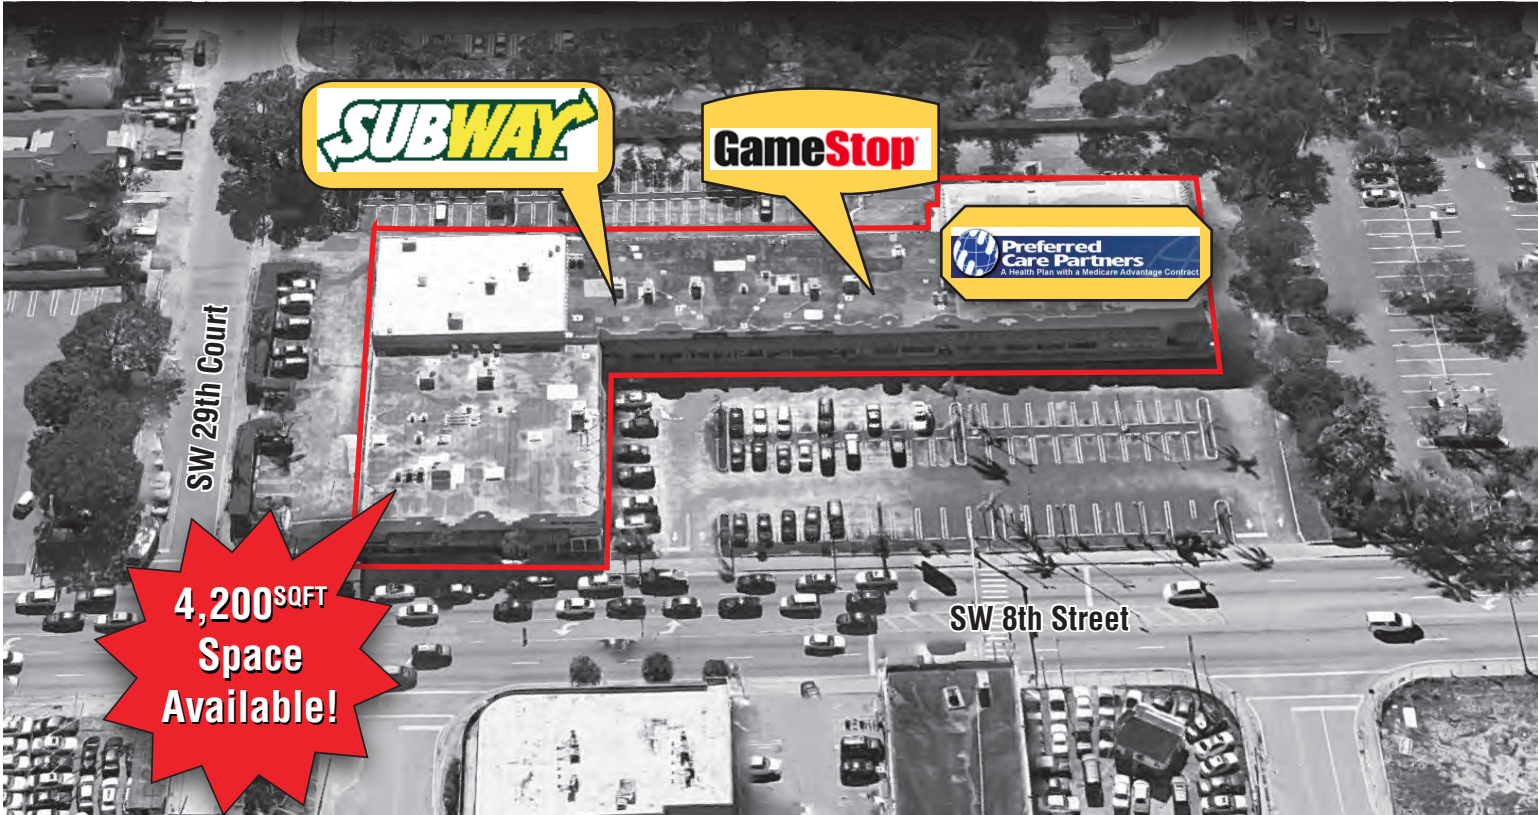 SUBWAY
GameStop
Preferred
Care Partners
A Health Plan with a Medicare Advantage Contract
SW 29th Court
4,200SQFT
Space
Available!
SW 8th Street